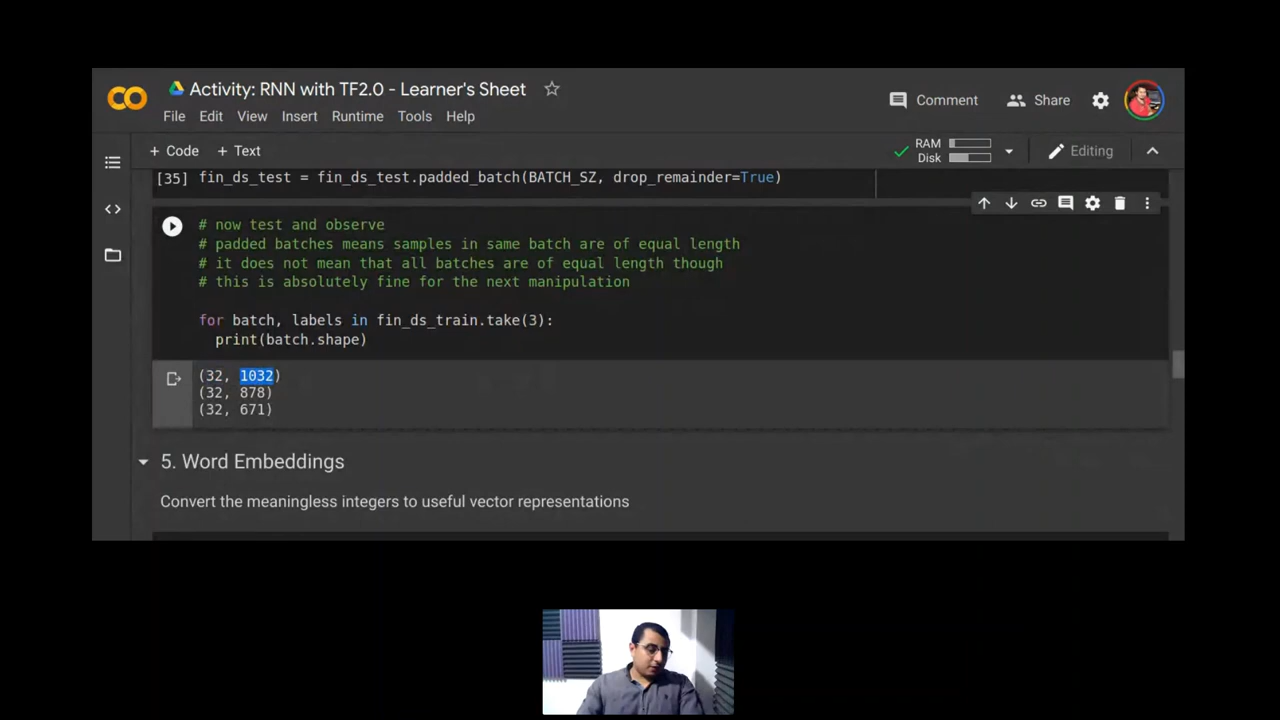 Activity: RNN with TF2.0 - Learner's Sheet
File Edit View Insert Runtime Tools Help
Comment
Share
+ Code + Text
RAM
Disk
Editing
[35] fin_ds_test = fin_ds_test.padded_batch(BATCH_SZ, drop_remainder=True)
# now test and observe
# padded batches means samples in same batch are of equal length
# it does not mean that all batches are of equal length though
# this is absolutely fine for the next manipulation
for batch, labels in fin_ds_train.take(3):
print(batch.shape)
(32, 1032)
(32, 878)
(32, 671)
5. Word Embeddings
Convert the meaningless integers to useful vector representations